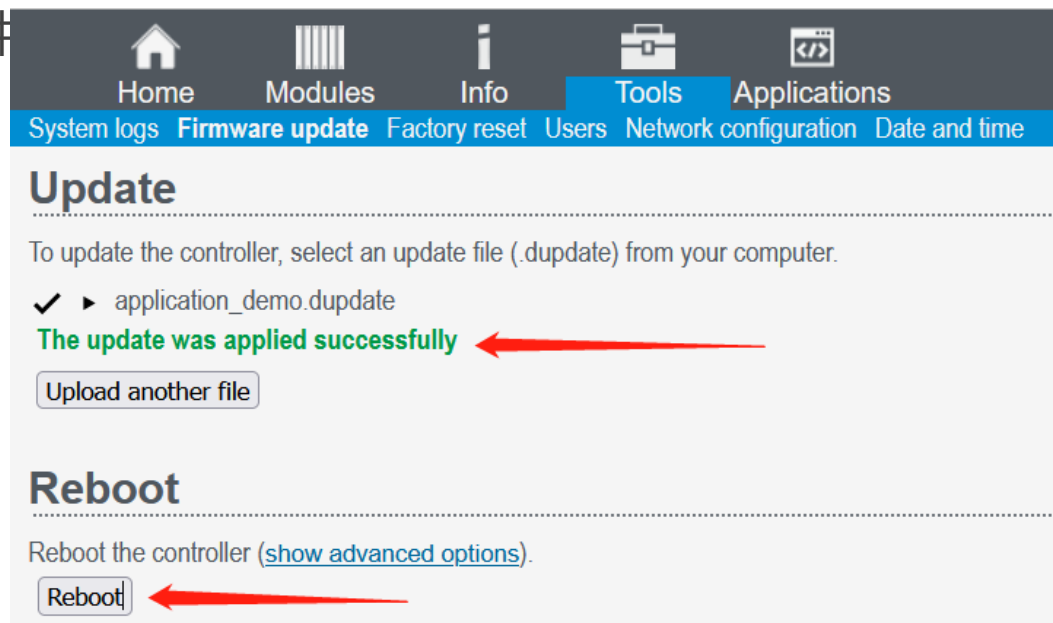 Home Modules Info Tools Applications
System logs Firmware update Factory reset Users Network configuration Date and time
Update
To update the controller, select an update file (.dupdate) from your computer.
application_demo.dupdate
The update was applied successfully
Upload another file
Reboot
Reboot the controller (show advanced options).
Reboot